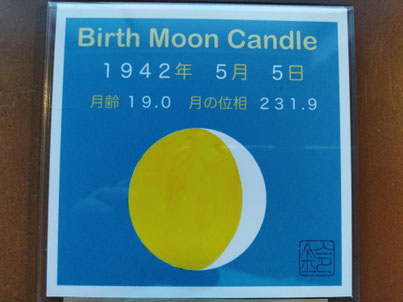 Birth Moon Candle
1942年 5月 5日
月齢 19.0 月の位相 231.9